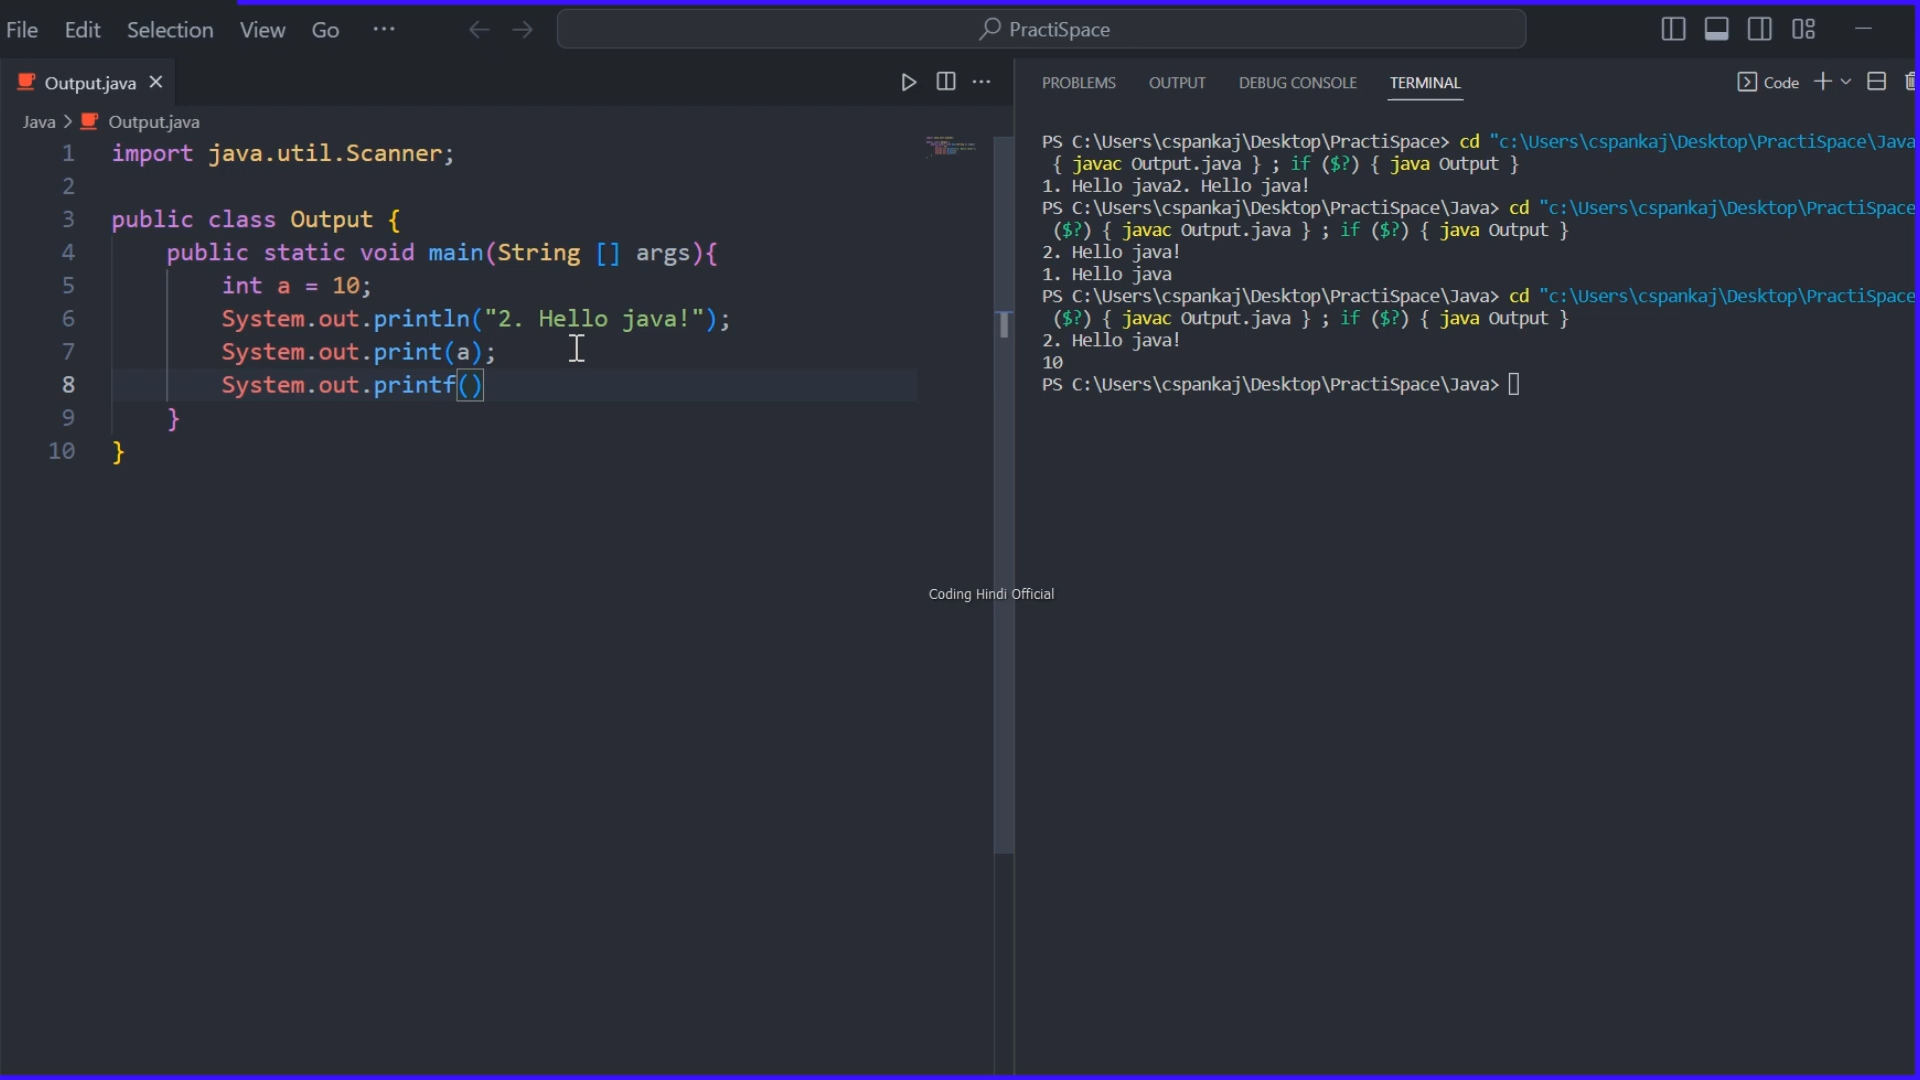 File Edit Selection View Go ··· PractiSpace
Output.java
PROBLEMS OUTPUT DEBUG CONSOLE TERMINAL Code
Java > Output.java
1 import java.util.Scanner;
2
3 public class Output {
4 public static void main(String [] args){
5 int a = 10;
6 System.out.println("2. Hello java!");
7 System.out.print(a);
8 System.out.printf()
9 }
10 }
PS C:\Users\cspankaj\Desktop\PractiSpace> cd "c:\Users\cspankaj\Desktop\PractiSpace\Java
{ javac Output.java } ; if ($?) { java Output }
1. Hello java2. Hello java!
PS C:\Users\cspankaj\Desktop\PractiSpace\Java> cd "c:\Users\cspankaj\Desktop\PractiSpace
($?) { javac Output.java } ; if ($?) { java Output }
2. Hello java!
1. Hello java
PS C:\Users\cspankaj\Desktop\PractiSpace\Java> cd "c:\Users\cspankaj\Desktop\PractiSpace
($?) { javac Output.java } ; if ($?) { java Output }
2. Hello java!
10
PS C:\Users\cspankaj\Desktop\PractiSpace\Java>
Coding Hindi Official